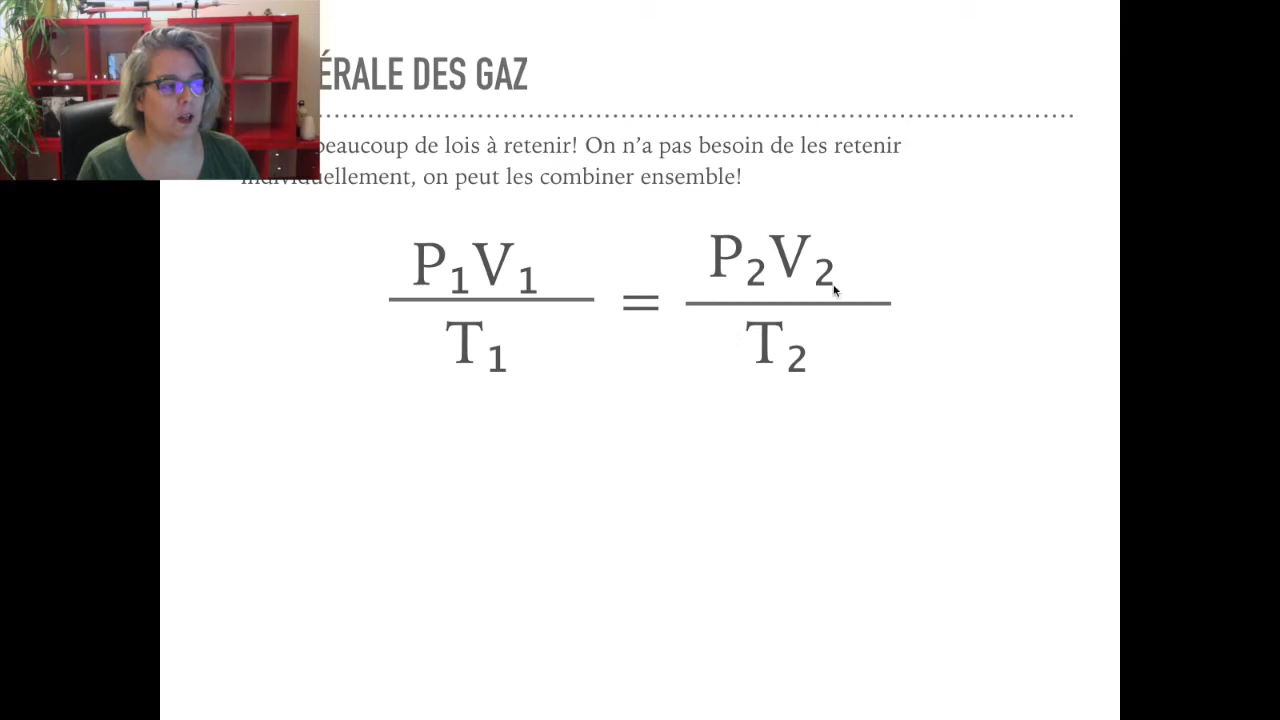 ÉRALE DES GAZ
beaucoup de lois à retenir! On n’a pas besoin de les retenir
individuellement, on peut les combiner ensemble!
P₁V₁ = P₂V₂
T₁ T₂